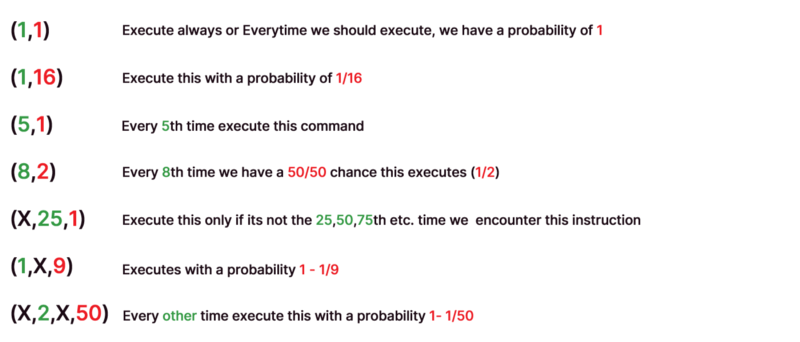 (1,1) Execute always or Everytime we should execute, we have a probability of 1
(1,16) Execute this with a probability of 1/16
(5,1) Every 5th time execute this command
(8,2) Every 8th time we have a 50/50 chance this executes (1/2)
(X,25,1) Execute this only if its not the 25,50,75th etc. time we encounter this instruction
(1,X,9) Executes with a probability 1 - 1/9
(X,2,X,50) Every other time execute this with a probability 1- 1/50